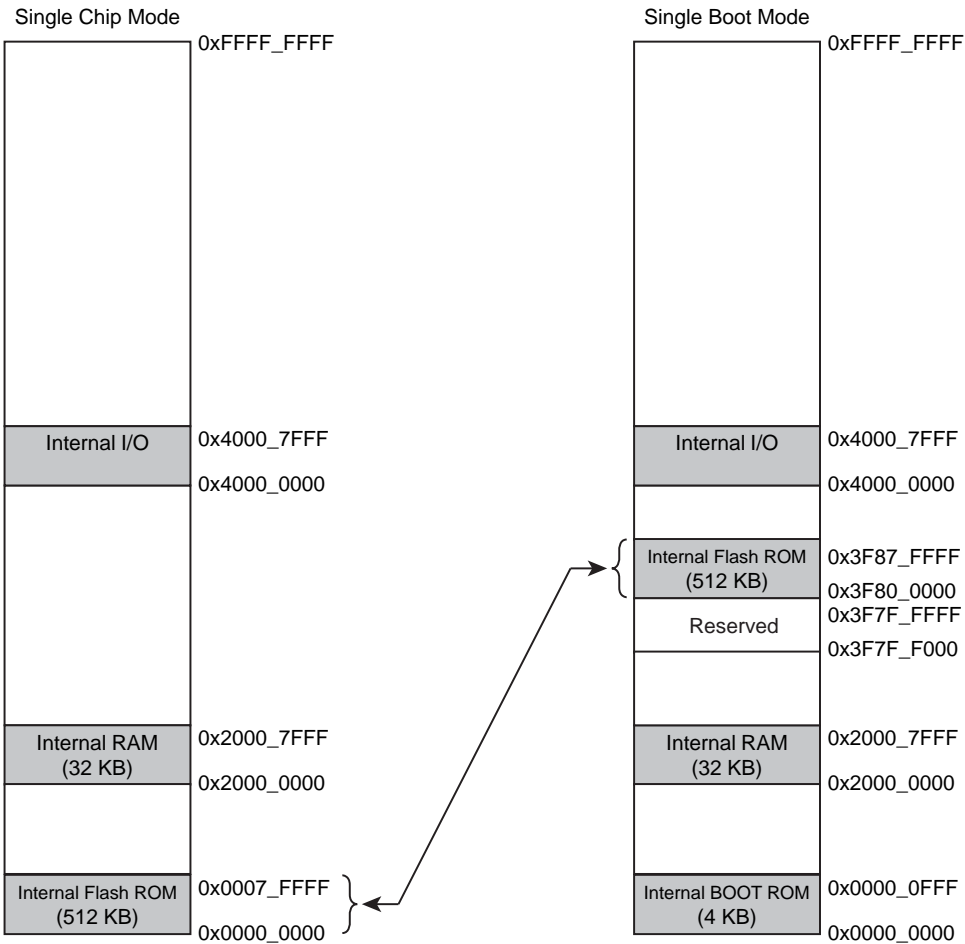 Single Chip Mode
0xFFFF_FFFF
Internal I/O
0x4000_7FFF
0x4000_0000
Internal RAM
(32 KB)
0x2000_7FFF
0x2000_0000
Internal Flash ROM
(512 KB)
0x0007_FFFF
0x0000_0000
Single Boot Mode
0xFFFF_FFFF
Internal I/O
0x4000_7FFF
0x4000_0000
Internal Flash ROM
(512 KB)
0x3F87_FFFF
0x3F80_0000
0x3F7F_FFFF
Reserved
0x3F7F_F000
Internal RAM
(32 KB)
0x2000_7FFF
0x2000_0000
Internal BOOT ROM
(4 KB)
0x0000_0FFF
0x0000_0000